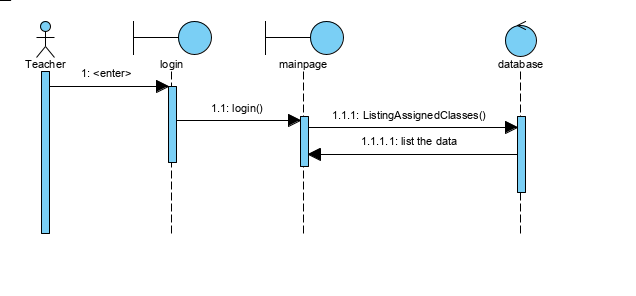 Teacher
login
mainpage
database
1: <enter>
1.1: login()
1.1.1: ListingAssignedClasses()
1.1.1.1: list the data